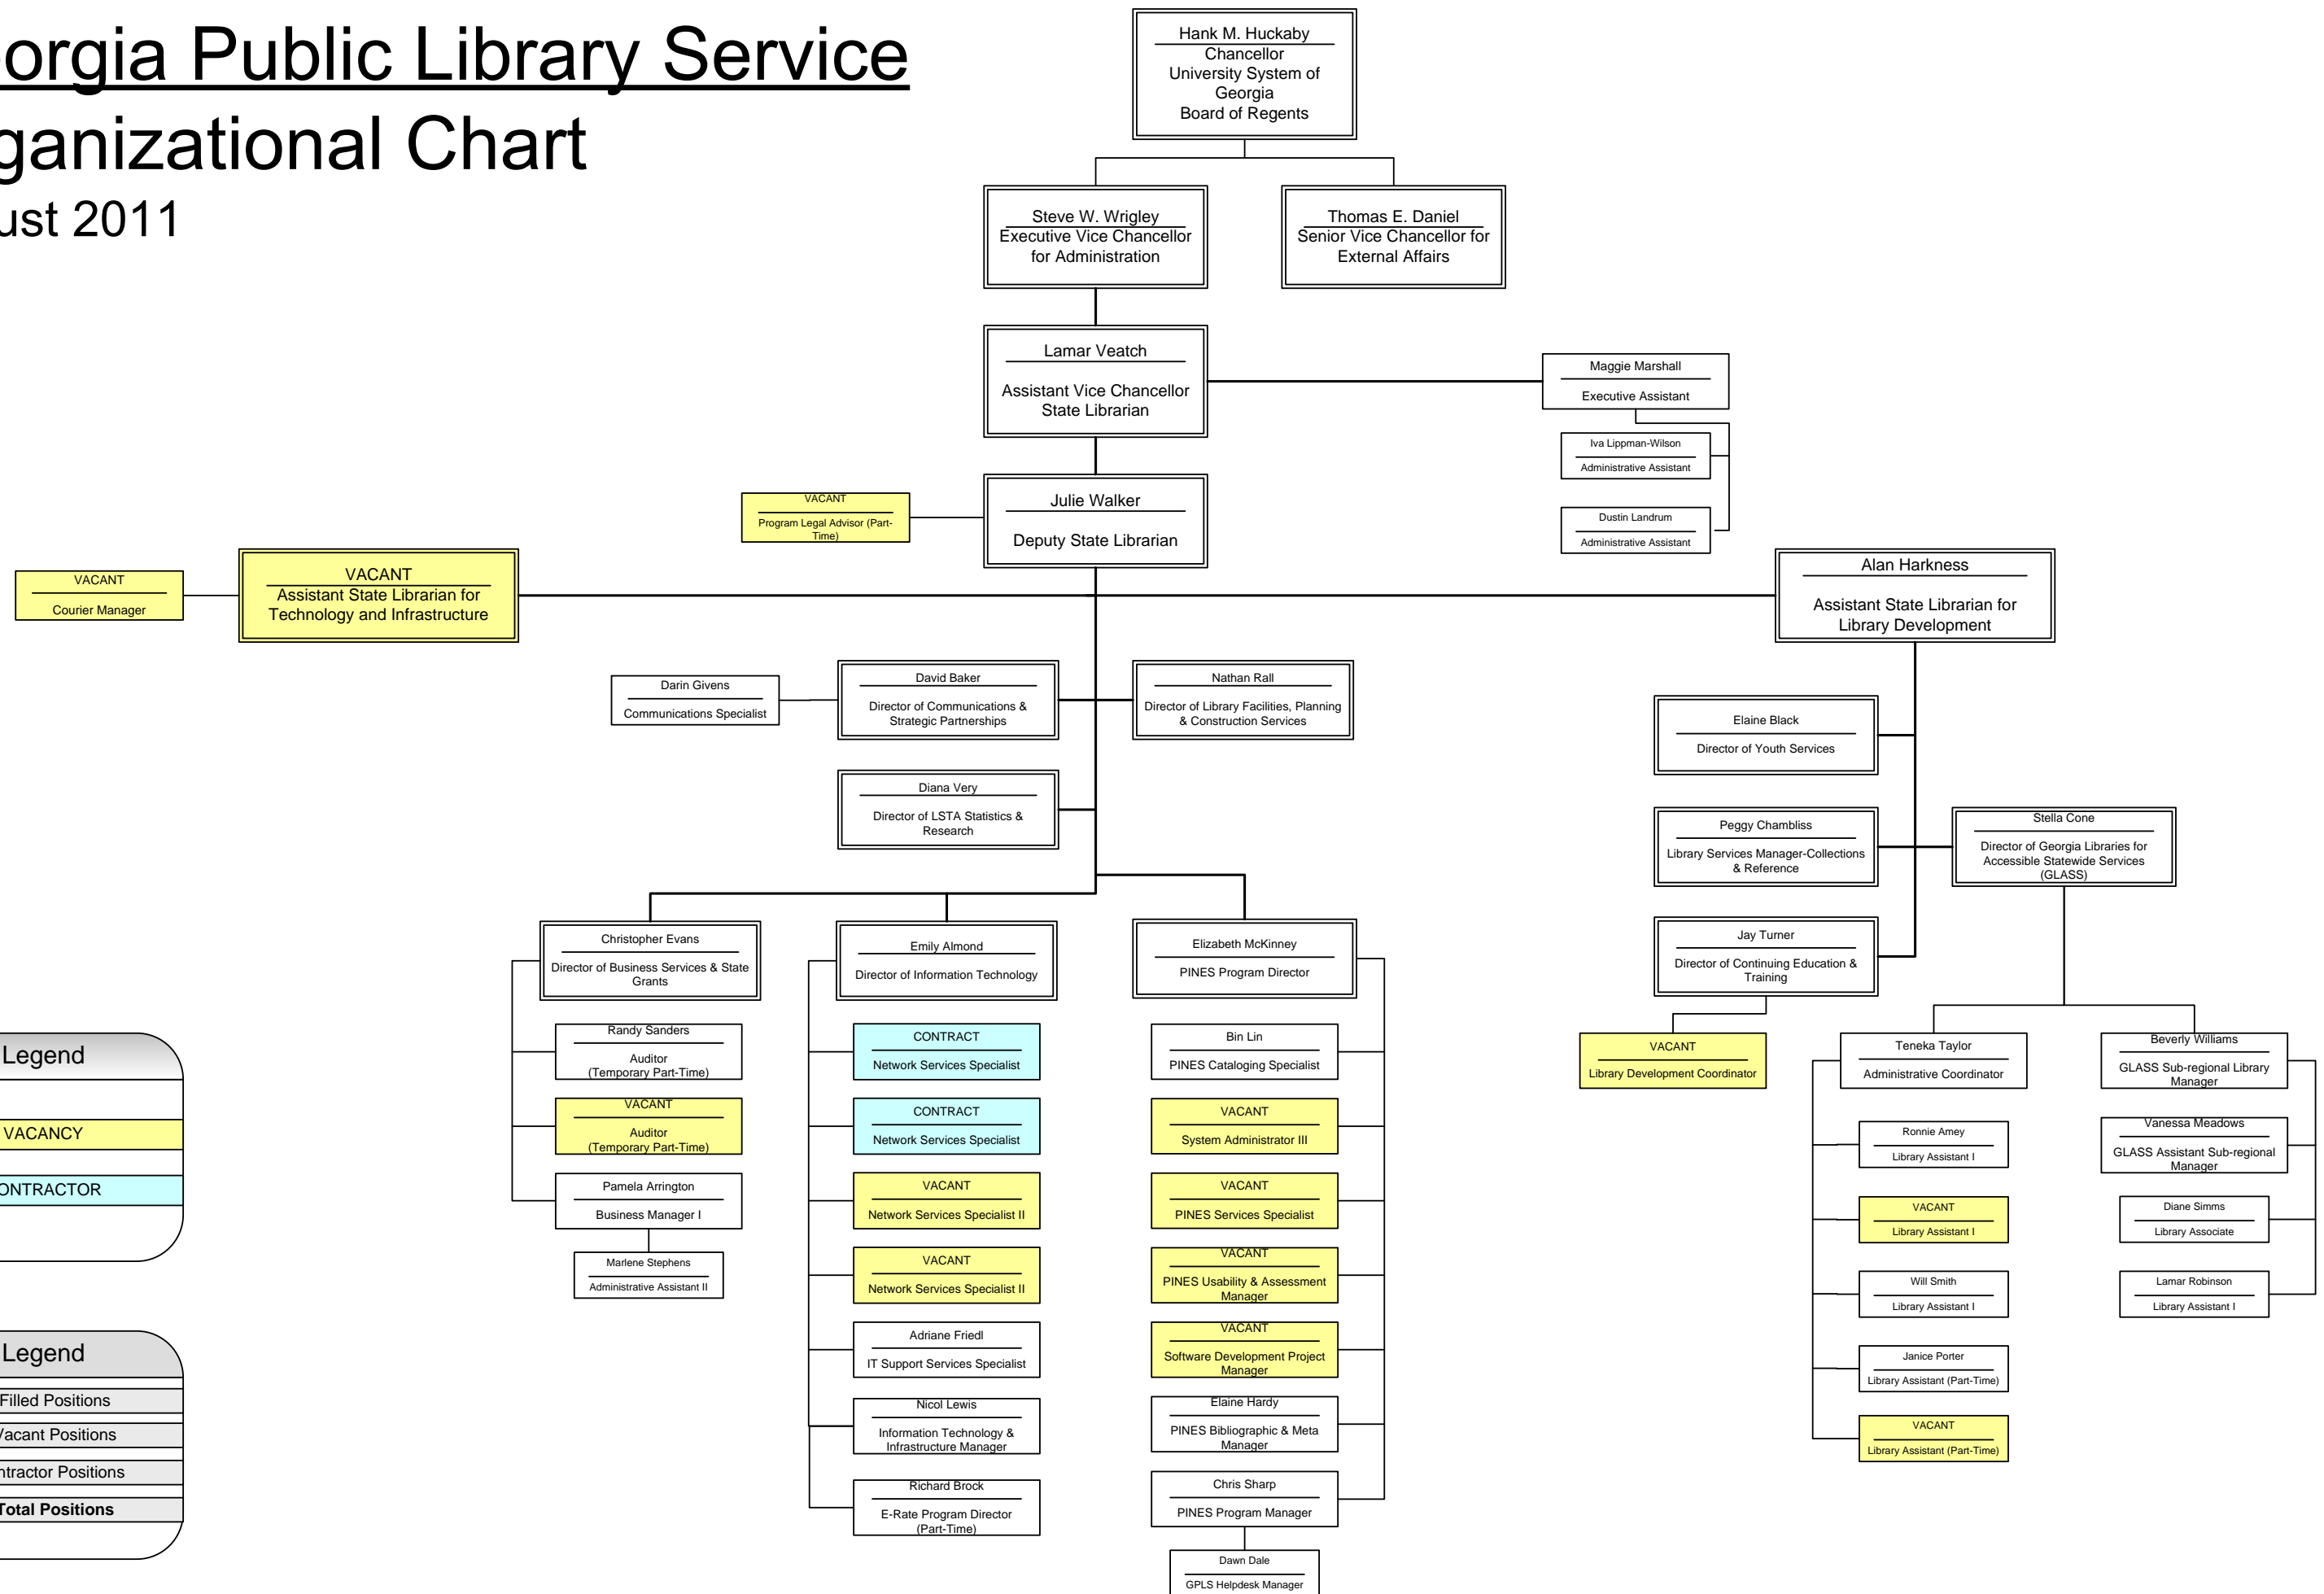 orgia Public Library Service
ganizational Chart
ust 2011
Hank M. Huckaby
Chancellor
University System of
Georgia
Board of Regents
Steve W. Wrigley
Executive Vice Chancellor
for Administration
Thomas E. Daniel
Senior Vice Chancellor for
External Affairs
Lamar Veatch
Assistant Vice Chancellor
State Librarian
Maggie Marshall
Executive Assistant
Iva Lippman-Wilson
Administrative Assistant
Dustin Landrum
Administrative Assistant
Julie Walker
Deputy State Librarian
VACANT
Program Legal Advisor (Part-
Time)
VACANT
Courier Manager
VACANT
Assistant State Librarian for
Technology and Infrastructure
Alan Harkness
Assistant State Librarian for
Library Development
Darin Givens
Communications Specialist
David Baker
Director of Communications &
Strategic Partnerships
Nathan Rall
Director of Library Facilities, Planning
& Construction Services
Diana Very
Director of LSTA Statistics &
Research
Elaine Black
Director of Youth Services
Peggy Chambliss
Library Services Manager-Collections
& Reference
Stella Cone
Director of Georgia Libraries for
Accessible Statewide Services
(GLASS)
Jay Turner
Director of Continuing Education &
Training
Christopher Evans
Director of Business Services & State
Grants
Randy Sanders
Auditor
(Temporary Part-Time)
VACANT
Auditor
(Temporary Part-Time)
Pamela Arrington
Business Manager I
Marlene Stephens
Administrative Assistant II
Emily Almond
Director of Information Technology
CONTRACT
Network Services Specialist
CONTRACT
Network Services Specialist
VACANT
Network Services Specialist II
VACANT
Network Services Specialist II
Adriane Friedl
IT Support Services Specialist
Nicol Lewis
Information Technology &
Infrastructure Manager
Richard Brock
E-Rate Program Director
(Part-Time)
Elizabeth McKinney
PINES Program Director
Bin Lin
PINES Cataloging Specialist
VACANT
System Administrator III
VACANT
PINES Services Specialist
VACANT
PINES Usability & Assessment
Manager
VACANT
Software Development Project
Manager
Elaine Hardy
PINES Bibliographic & Meta
Manager
Chris Sharp
PINES Program Manager
Dawn Dale
GPLS Helpdesk Manager
VACANT
Library Development Coordinator
Teneka Taylor
Administrative Coordinator
Ronnie Amey
Library Assistant I
VACANT
Library Assistant I
Will Smith
Library Assistant I
Janice Porter
Library Assistant (Part-Time)
VACANT
Library Assistant (Part-Time)
Beverly Williams
GLASS Sub-regional Library
Manager
Vanessa Meadows
GLASS Assistant Sub-regional
Manager
Diane Simms
Library Associate
Lamar Robinson
Library Assistant I
Legend
VACANCY
ONTRACTOR
Legend
Filled Positions
Vacant Positions
ntractor Positions
Total Positions